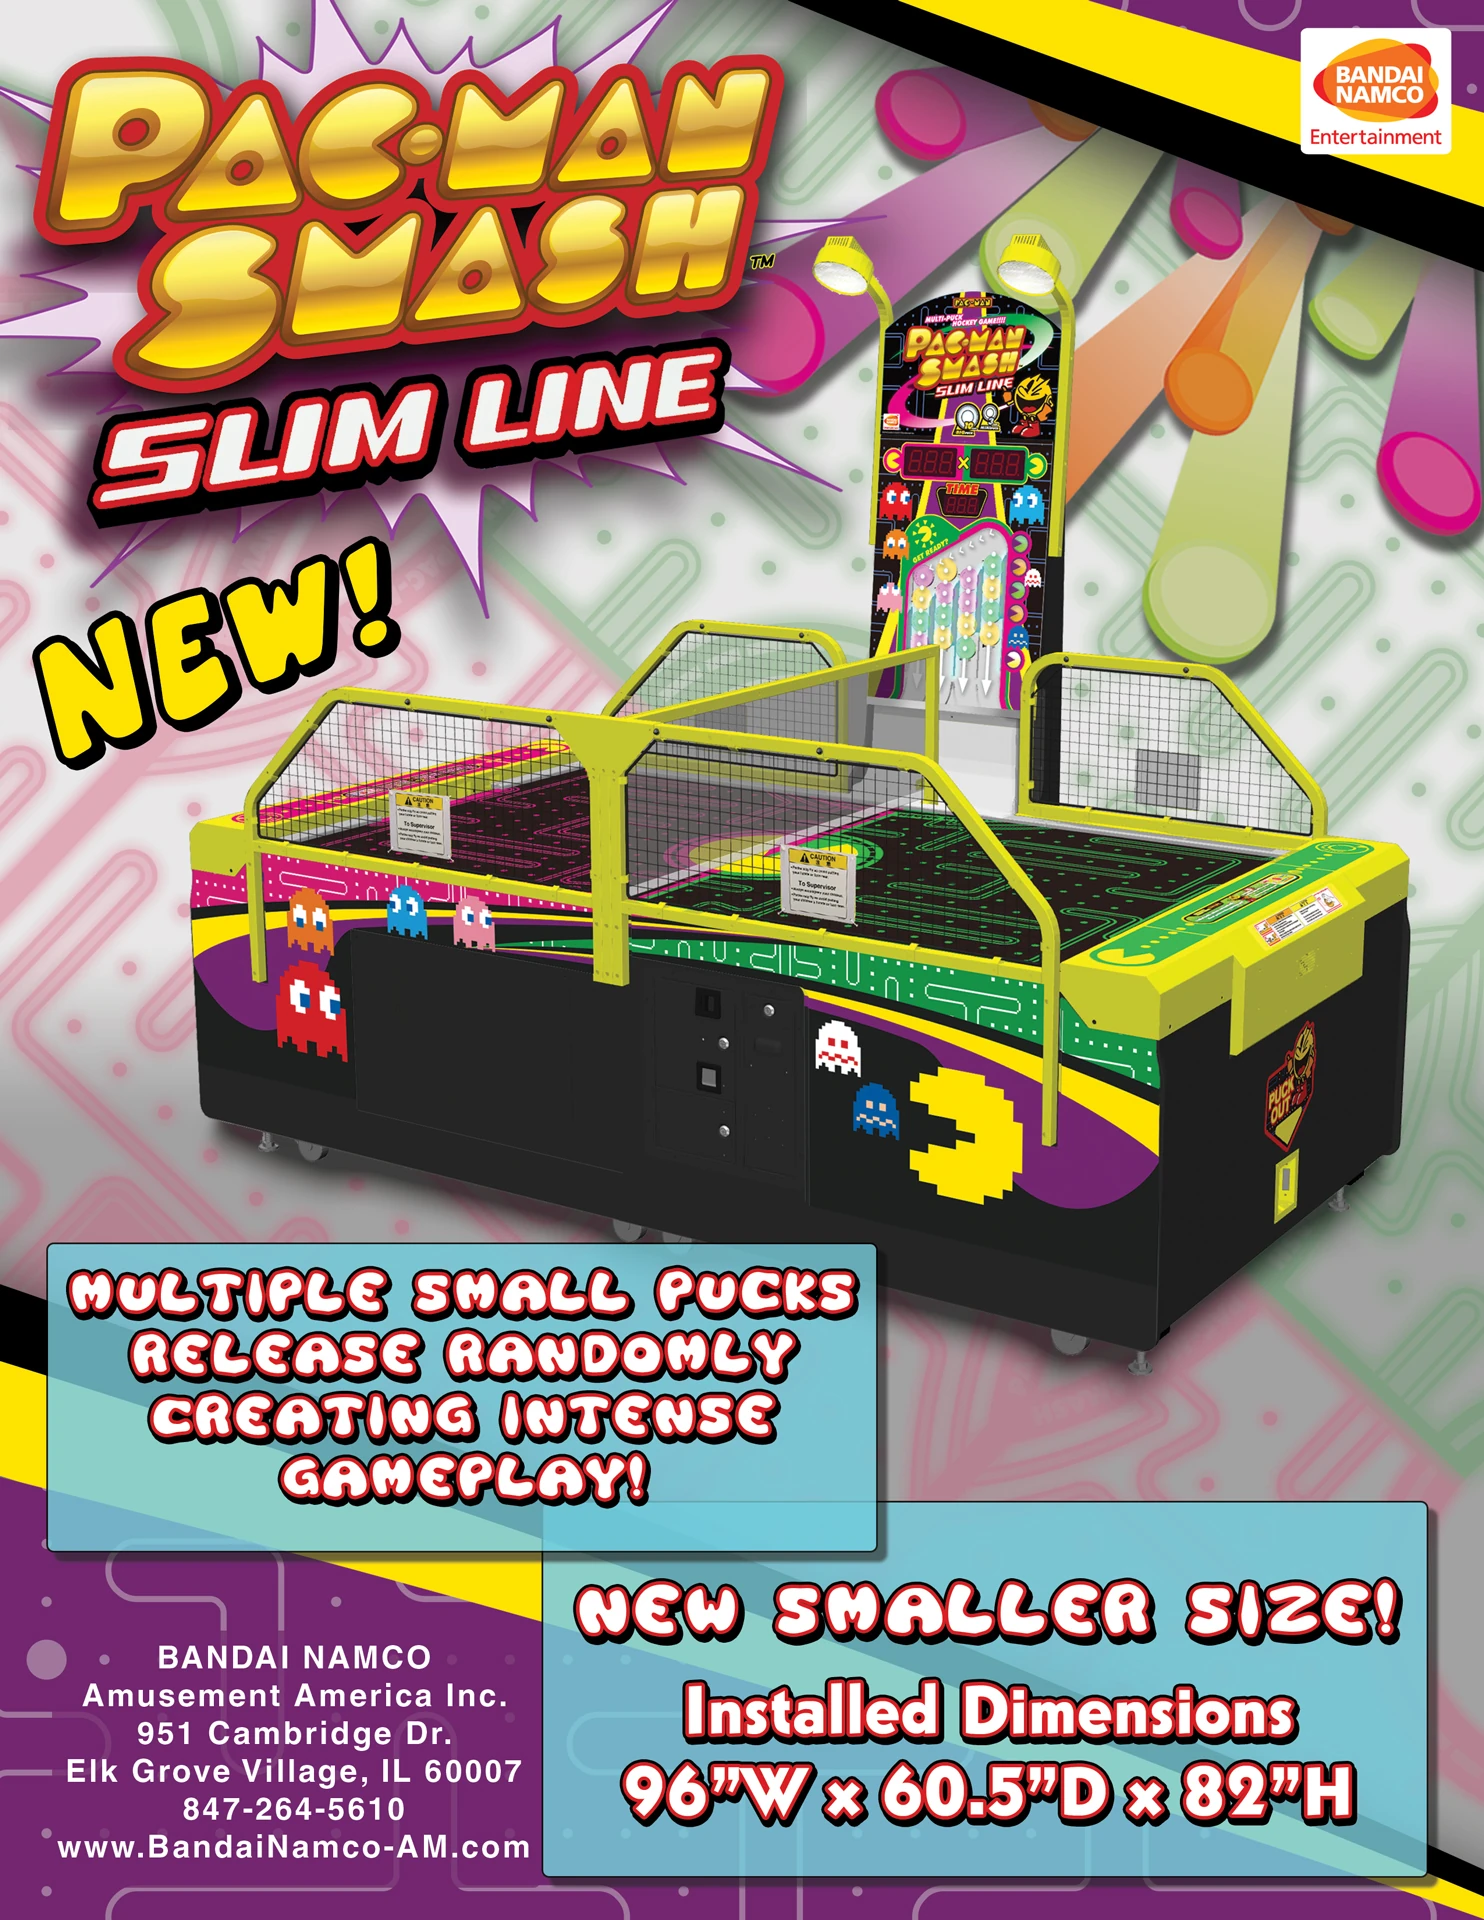 PAC-MAN
SMASH
TM
SLIM LINE
BANDAI
NAMCO
Entertainment
NEW!
PAC-MAN
MULTI-PUCK
HOCKEY GAME!!!!
PAC-MAN
SMASH
SLIM LINE
TIME
GET READY?
CAUTION
To Supervisor
CAUTION
To Supervisor
PUCK
OUT
MULTIPLE SMALL PUCKS
RELEASE RANDOMLY
CREATING INTENSE
GAMEPLAY!
NEW SMALLER SIZE!
Installed Dimensions
96”W x 60.5”D x 82”H
BANDAI NAMCO
Amusement America Inc.
951 Cambridge Dr.
Elk Grove Village, IL 60007
847-264-5610
www.BandaiNamco-AM.com